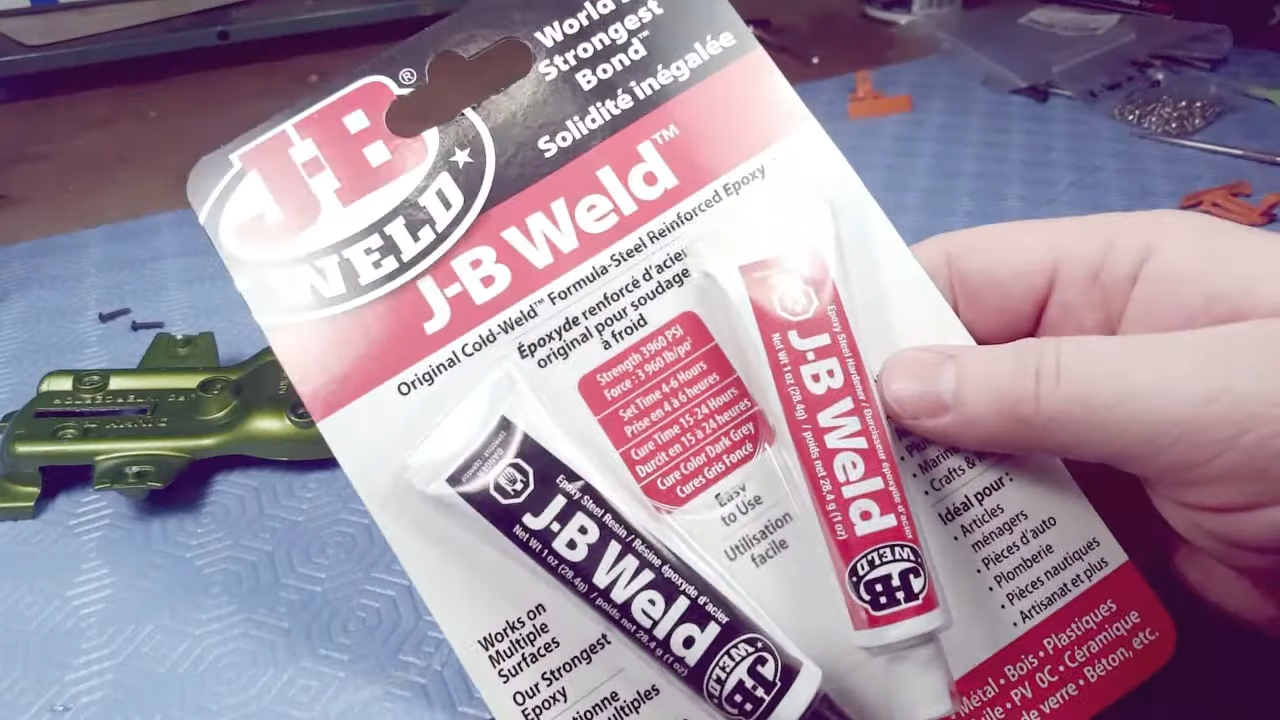 World's
Strongest
Bond™
Solidité inégalée
J-B®
WELD
J-B Weld™
Original Cold-Weld™ Formula-Steel Reinforced Epoxy
Époxyde renforcé d'acier
original pour soudage
à froid
Strength 3960 PSI
Force : 3 960 lb/po²
Set Time 4-6 Hours
Prise en 4 à 6 heures
Cure Time 15-24 Hours
Durcit en 15 à 24 heures
Cure Color Dark Grey
Cures Gris Foncé
Easy
to Use
Utilisation
facile
DANGER
Epoxy Steel Resin / Résine époxyde d'acier
J-B Weld
Net Wt 1 oz (28.4g) / poids net 28,4 g (1 oz)
J-B
WELD
Epoxy Steel Hardener / Durcisseur époxyde d'acier
J-B Weld
Net Wt 1 oz (28.4g) / poids net 28,4 g (1 oz)
J-B
WELD
Works on
Multiple
Surfaces
Our Strongest
Epoxy
• Crafts &
Idéal pour :
• Articles
ménagers
• Pièces d'auto
• Plomberie
• Pièces nautiques
• Artisanat et plus
Métal • Bois • Plastiques
• PV 0C • Céramique
de verre • Béton, etc.